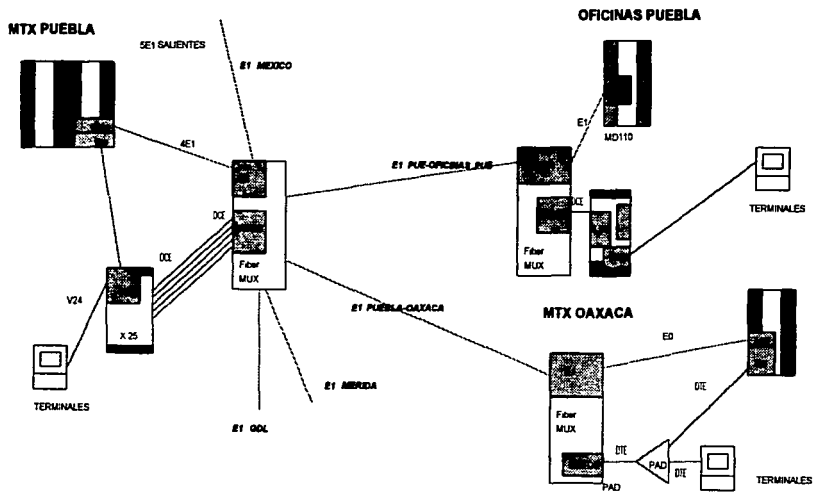 OFICINAS PUEBLA
MTX PUEBLA
5E1 SALIENTES
E1 MEXICO
E1
MD110
4E1
E1 PUE-OFICINAS_PUE
TERMINALES
DCE
DCE
DCE
Fiber
MUX
Fiber
MUX
V24
X 25
E1 PUEBLA-OAXACA
MTX OAXACA
E0
TERMINALES
E1 MERIDA
DTE
E1 GDL
Fiber
MUX
DTE
PAD
DTE
PAD
TERMINALES